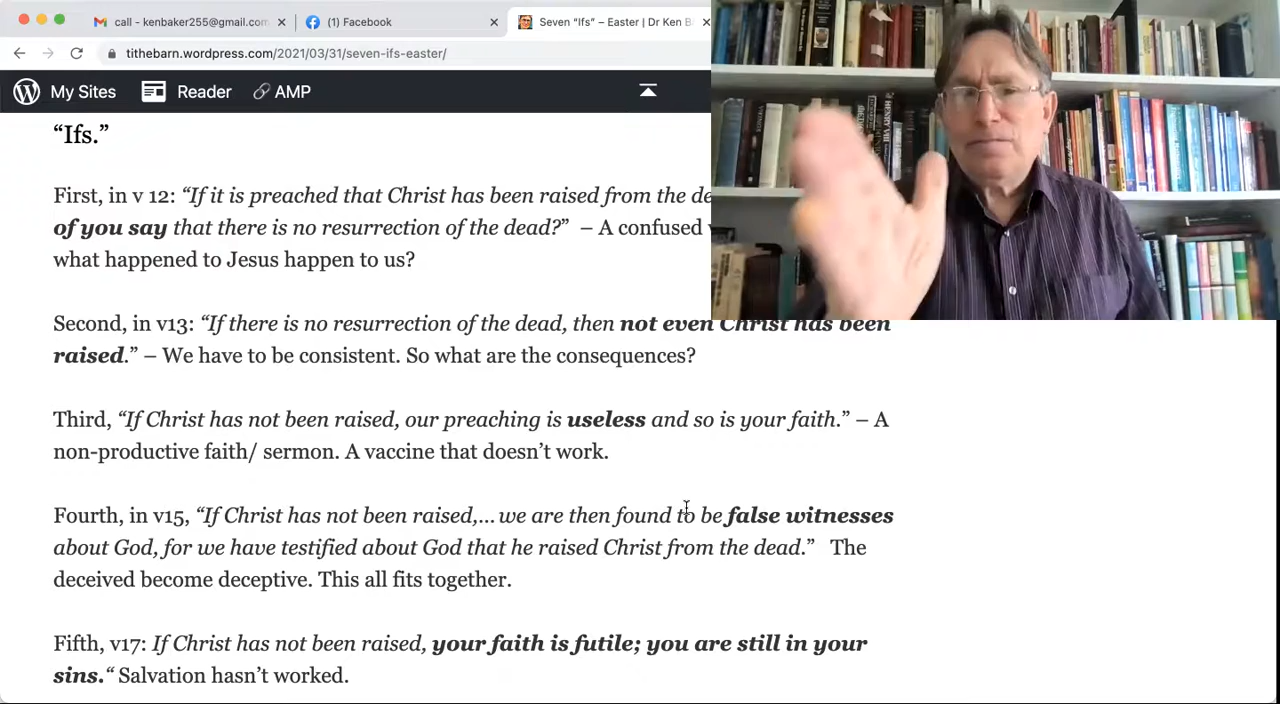 call - kenbaker255@gmail.com
(1) Facebook
Seven “Ifs” – Easter | Dr Ken B
tithebarn.wordpress.com/2021/03/31/seven-ifs-easter/
My Sites
Reader
AMP
“Ifs.”
First, in v 12: “If it is preached that Christ has been raised from the de
of you say that there is no resurrection of the dead?” – A confused
what happened to Jesus happen to us?
Second, in v13: “If there is no resurrection of the dead, then not even Christ has been
raised.” – We have to be consistent. So what are the consequences?
Third, “If Christ has not been raised, our preaching is useless and so is your faith.” – A
non-productive faith/ sermon. A vaccine that doesn’t work.
Fourth, in v15, “If Christ has not been raised,… we are then found to be false witnesses
about God, for we have testified about God that he raised Christ from the dead.” The
deceived become deceptive. This all fits together.
Fifth, v17: If Christ has not been raised, your faith is futile; you are still in your
sins.“ Salvation hasn’t worked.
HENRY VIII